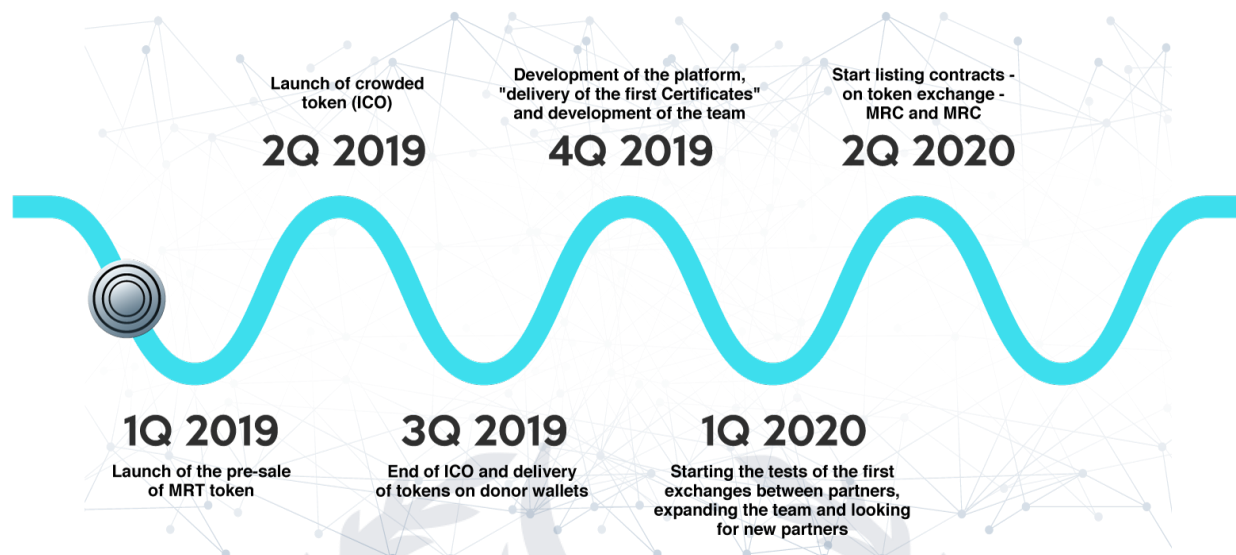 Launch of crowded
token (ICO)
2Q 2019
Development of the platform,
"delivery of the first Certificates"
and development of the team
4Q 2019
Start listing contracts -
on token exchange -
MRC and MRC
2Q 2020
1Q 2019
Launch of the pre-sale
of MRT token
3Q 2019
End of ICO and delivery
of tokens on donor wallets
1Q 2020
Starting the tests of the first
exchanges between partners,
expanding the team and looking
for new partners